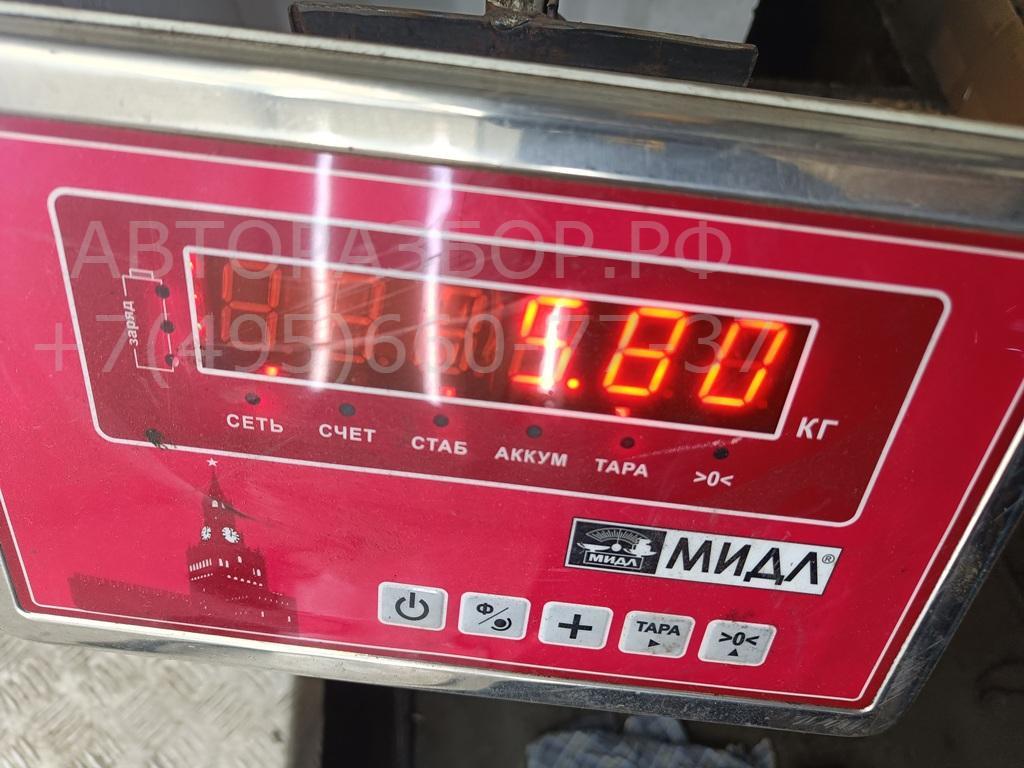 АВТОРАЗБОР.РФ
+7(495)660-77-37
заряд
5.80
КГ
СЕТЬ СЧЕТ СТАБ АККУМ ТАРА >0<
МИДЛ МИДЛ®
Ф + ТАРА >0<